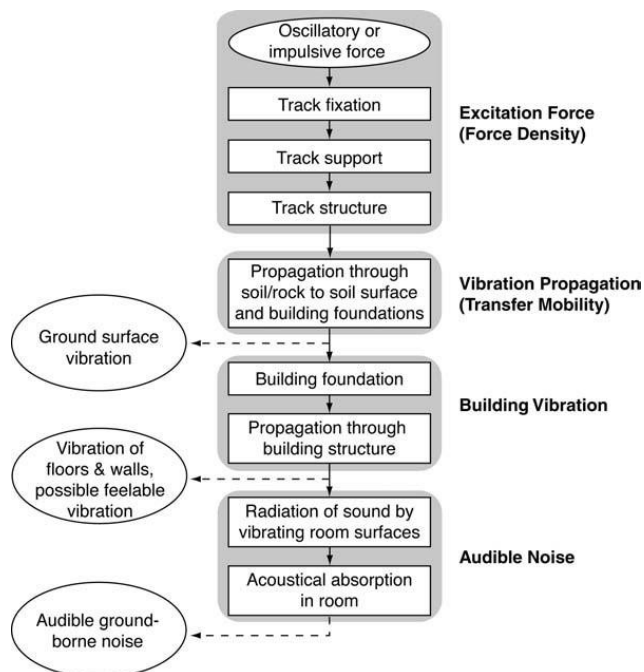 Oscillatory or
impulsive force
Track fixation
Excitation Force
(Force Density)
Track support
Track structure
Propagation through
soil/rock to soil surface
and building foundations
Vibration Propagation
(Transfer Mobility)
Ground surface
vibration
Building foundation
Building Vibration
Propagation through
building structure
Vibration of
floors & walls,
possible feelable
vibration
Radiation of sound by
vibrating room surfaces
Audible Noise
Acoustical absorption
in room
Audible ground-
borne noise